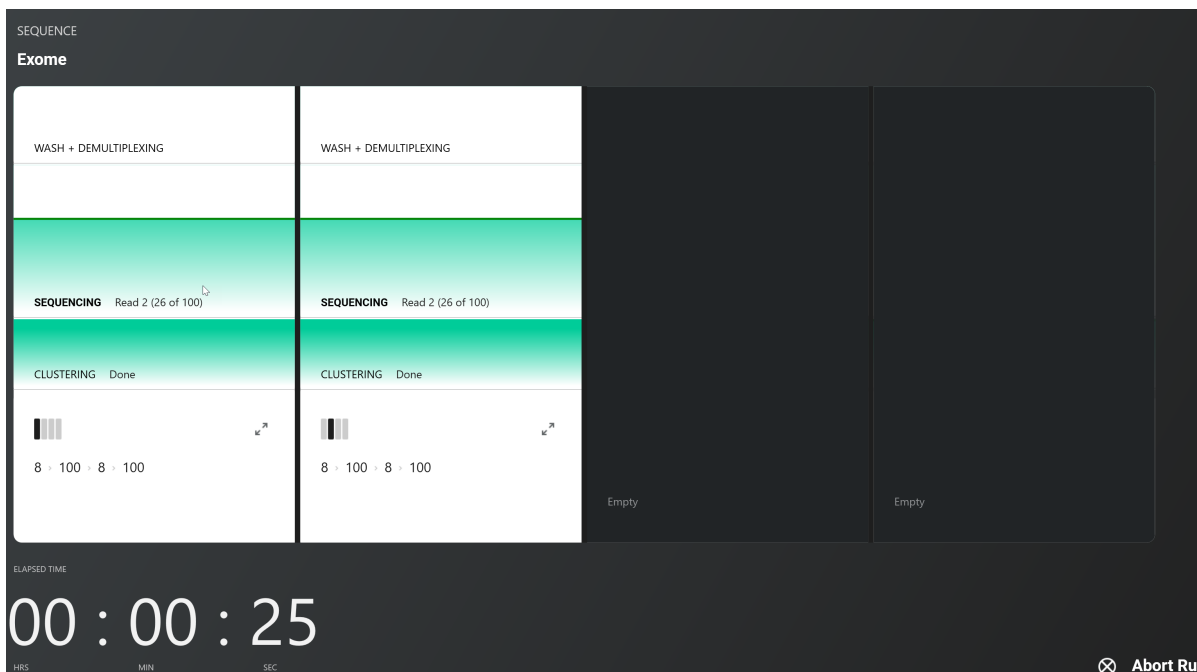 SEQUENCE
Exome
WASH + DEMULTIPLEXING
SEQUENCING Read 2 (26 of 100)
CLUSTERING Done
8 › 100 › 8 › 100
WASH + DEMULTIPLEXING
SEQUENCING Read 2 (26 of 100)
CLUSTERING Done
8 › 100 › 8 › 100
Empty
Empty
ELAPSED TIME
00 : 00 : 25
HRS MIN SEC
Abort Ru